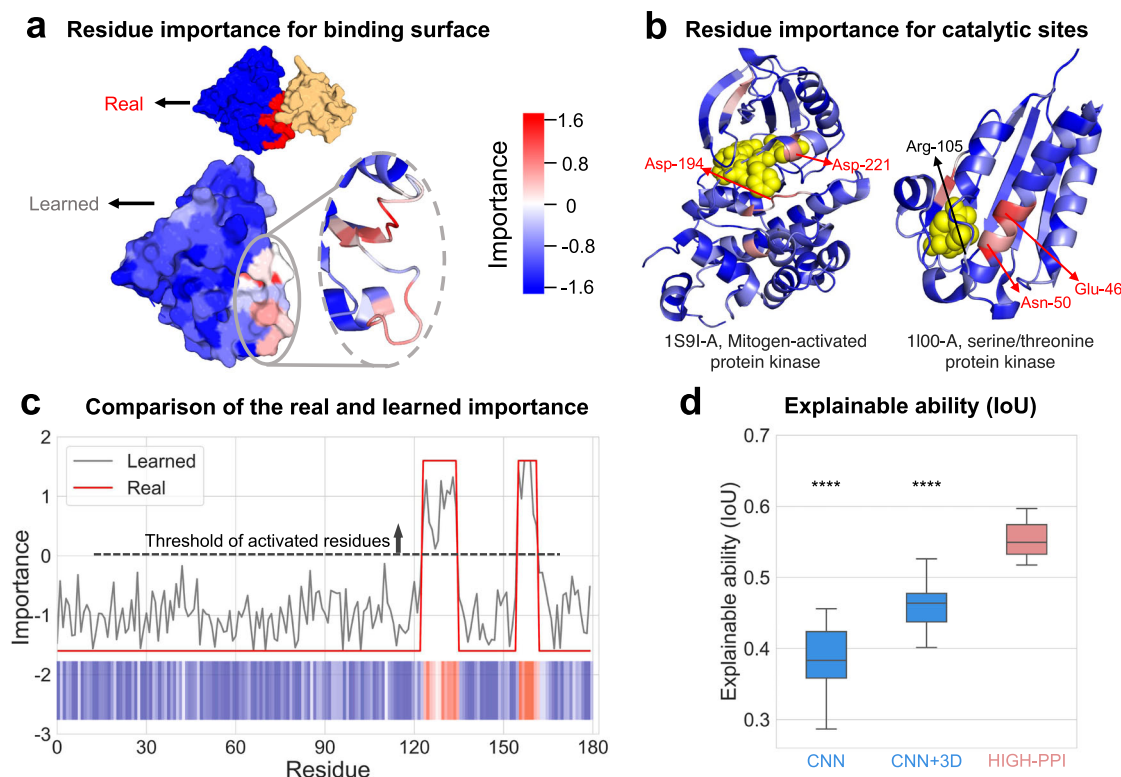 a Residue importance for binding surface
Real
Learned
1.6
0.8
0
-0.8
-1.6
Importance
b Residue importance for catalytic sites
Asp-194
Asp-221
Arg-105
Glu-46
Asn-50
1S9I-A, Mitogen-activated
protein kinase
1I00-A, serine/threonine
protein kinase
c Comparison of the real and learned importance
Learned
Real
Threshold of activated residues
Importance
2
1
0
-1
-2
-3
0 30 60 90 120 150 180
Residue
d Explainable ability (IoU)
Explainable ability (IoU)
0.7
0.6
0.5
0.4
0.3
**** ****
CNN CNN+3D HIGH-PPI